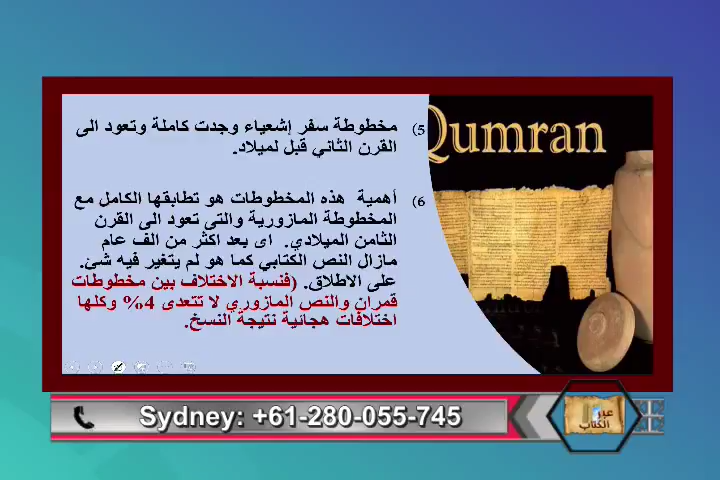 Qumran
5) مخطوطة سفر إشعياء وجدت كاملة وتعود الى
القرن الثاني قبل لميلاد.
6) أهمية هذه المخطوطات هو تطابقها الكامل مع
المخطوطة المازورية والتى تعود الى القرن
الثامن الميلادي. اى بعد اكثر من الف عام
مازال النص الكتابي كما هو لم يتغير فيه شئ.
على الاطلاق. (فنسبة الاختلاف بين مخطوطات
قمران والنص المازوري لا تتعدى 4% وكلها
اختلافات هجائية نتيجة النسخ.
Sydney: +61-280-055-745
عبر
الكتاب